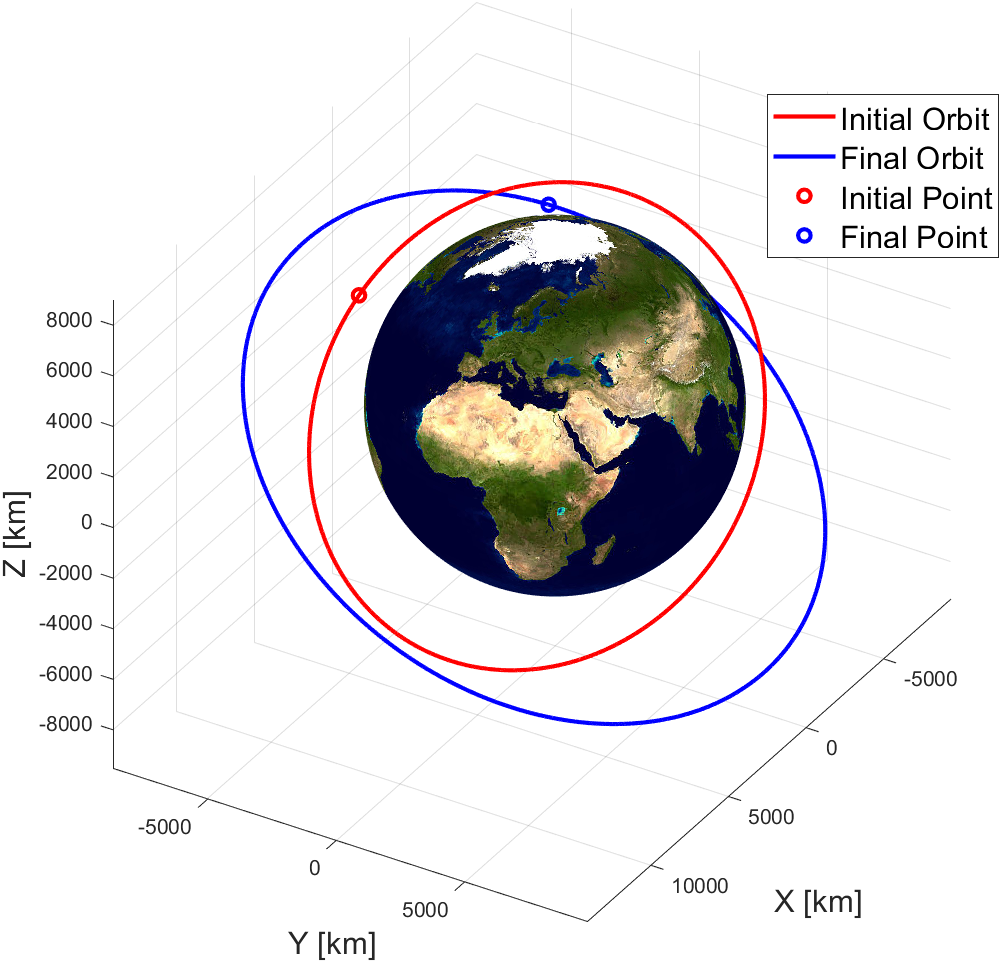 Initial Orbit
Final Orbit
Initial Point
Final Point
8000
6000
4000
2000
0
-2000
-4000
-6000
-8000
Z [km]
-5000
0
5000
Y [km]
-5000
0
5000
10000
X [km]